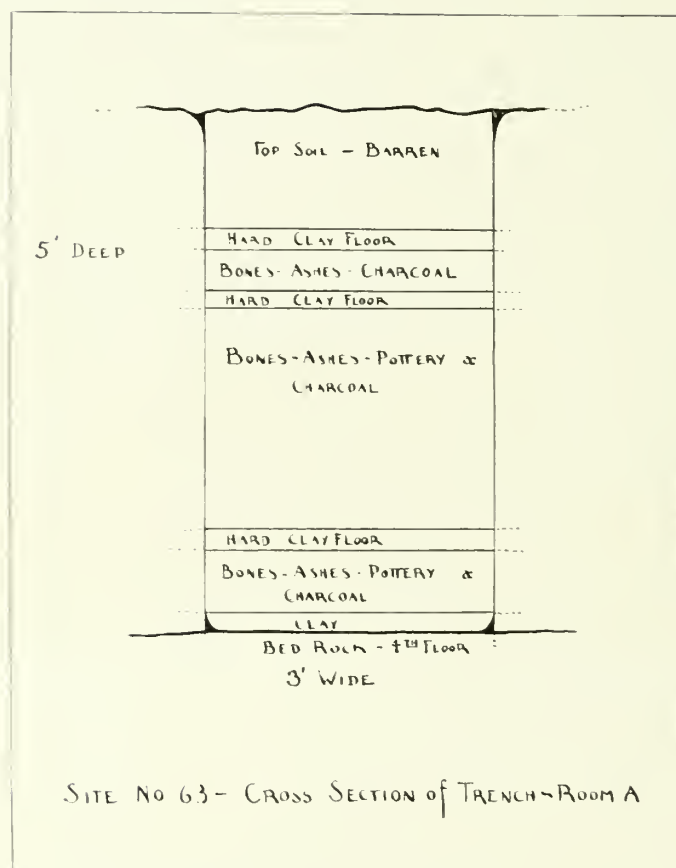 Top Soil - Barren
Hard Clay Floor
5' Deep
Bones - Ashes - Charcoal
Hard Clay Floor
Bones - Ashes - Pottery &
Charcoal
Hard Clay Floor
Bones - Ashes - Pottery &
Charcoal
Clay
Bed Rock - 4th Floor
3' Wide
Site No 63 - Cross Section of Trench - Room A